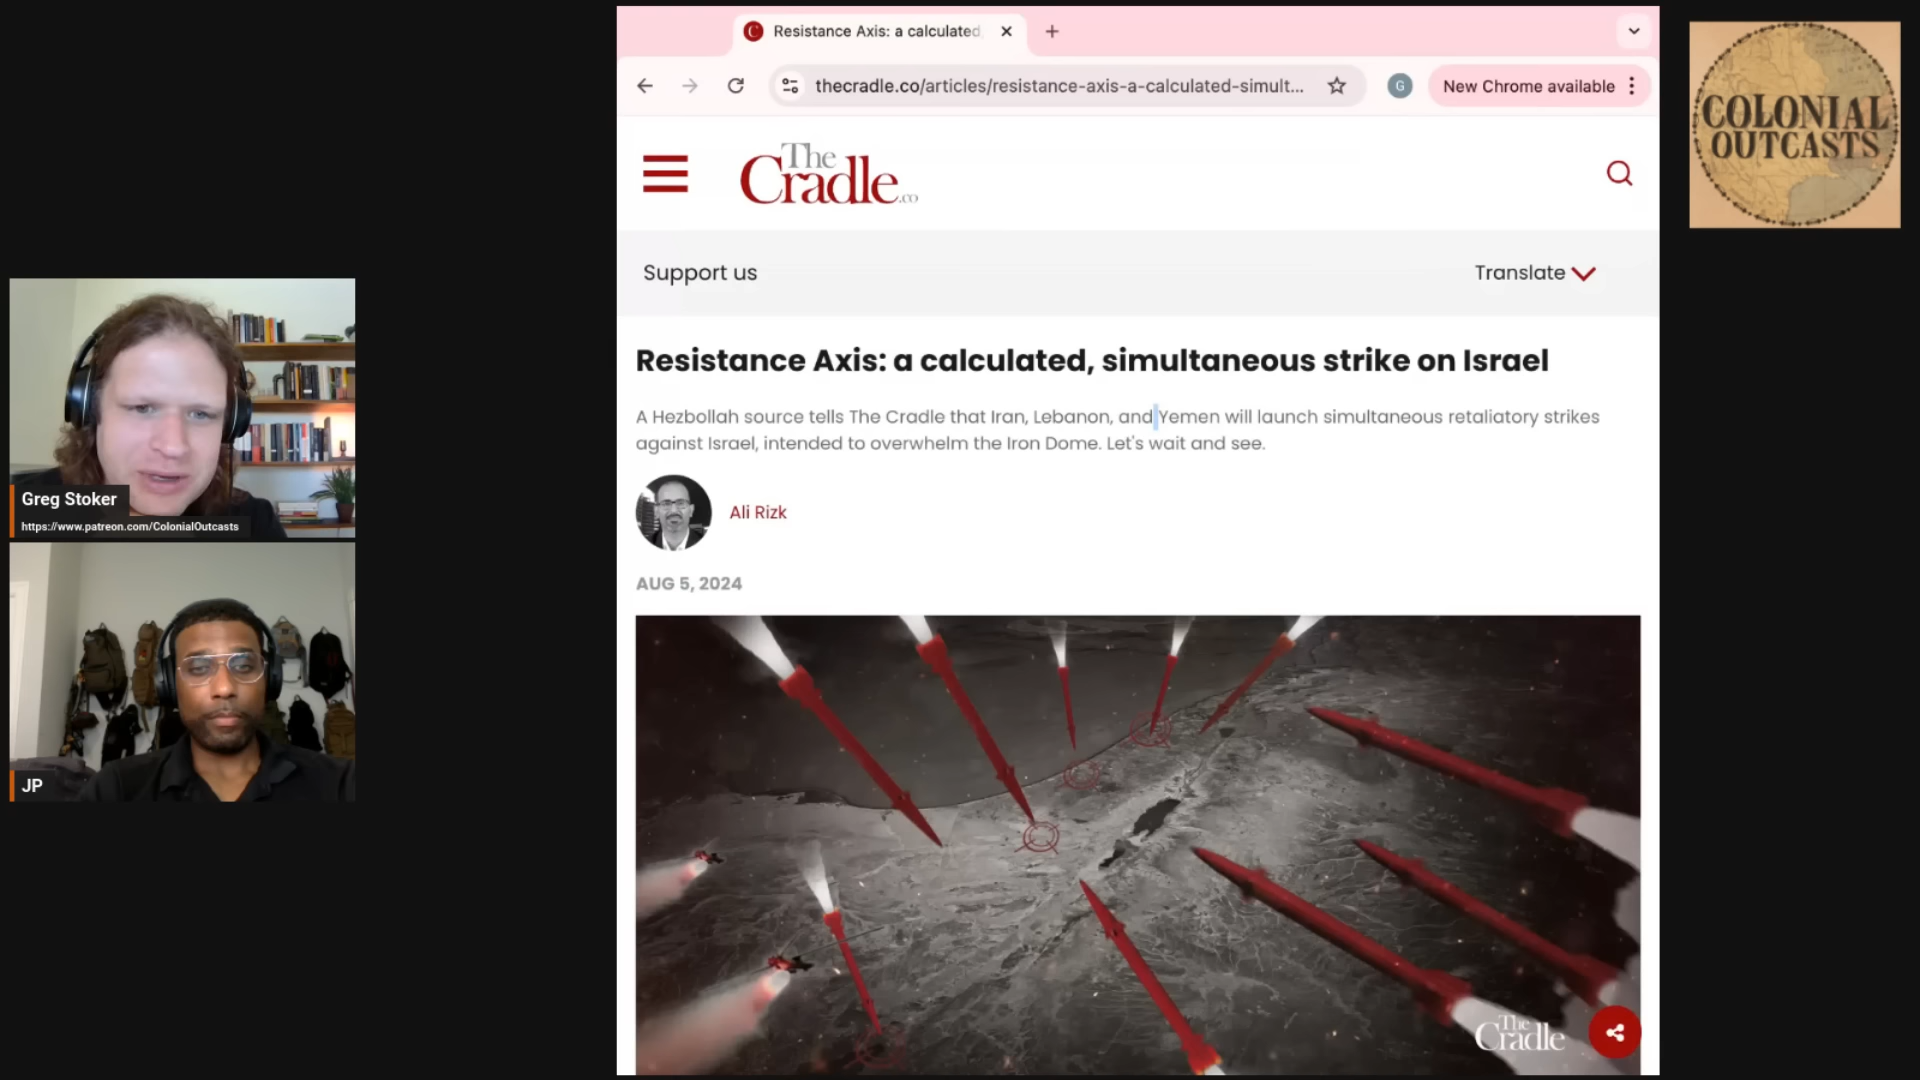 Resistance Axis: a calculated
thecradle.co/articles/resistance-axis-a-calculated-simult...
G
New Chrome available
The
Cradle.co
Support us
Translate
Resistance Axis: a calculated, simultaneous strike on Israel
A Hezbollah source tells The Cradle that Iran, Lebanon, and Yemen will launch simultaneous retaliatory strikes
against Israel, intended to overwhelm the Iron Dome. Let's wait and see.
Ali Rizk
AUG 5, 2024
The
Cradle
COLONIAL
OUTCASTS
Greg Stoker
https://www.patreon.com/ColonialOutcasts
JP